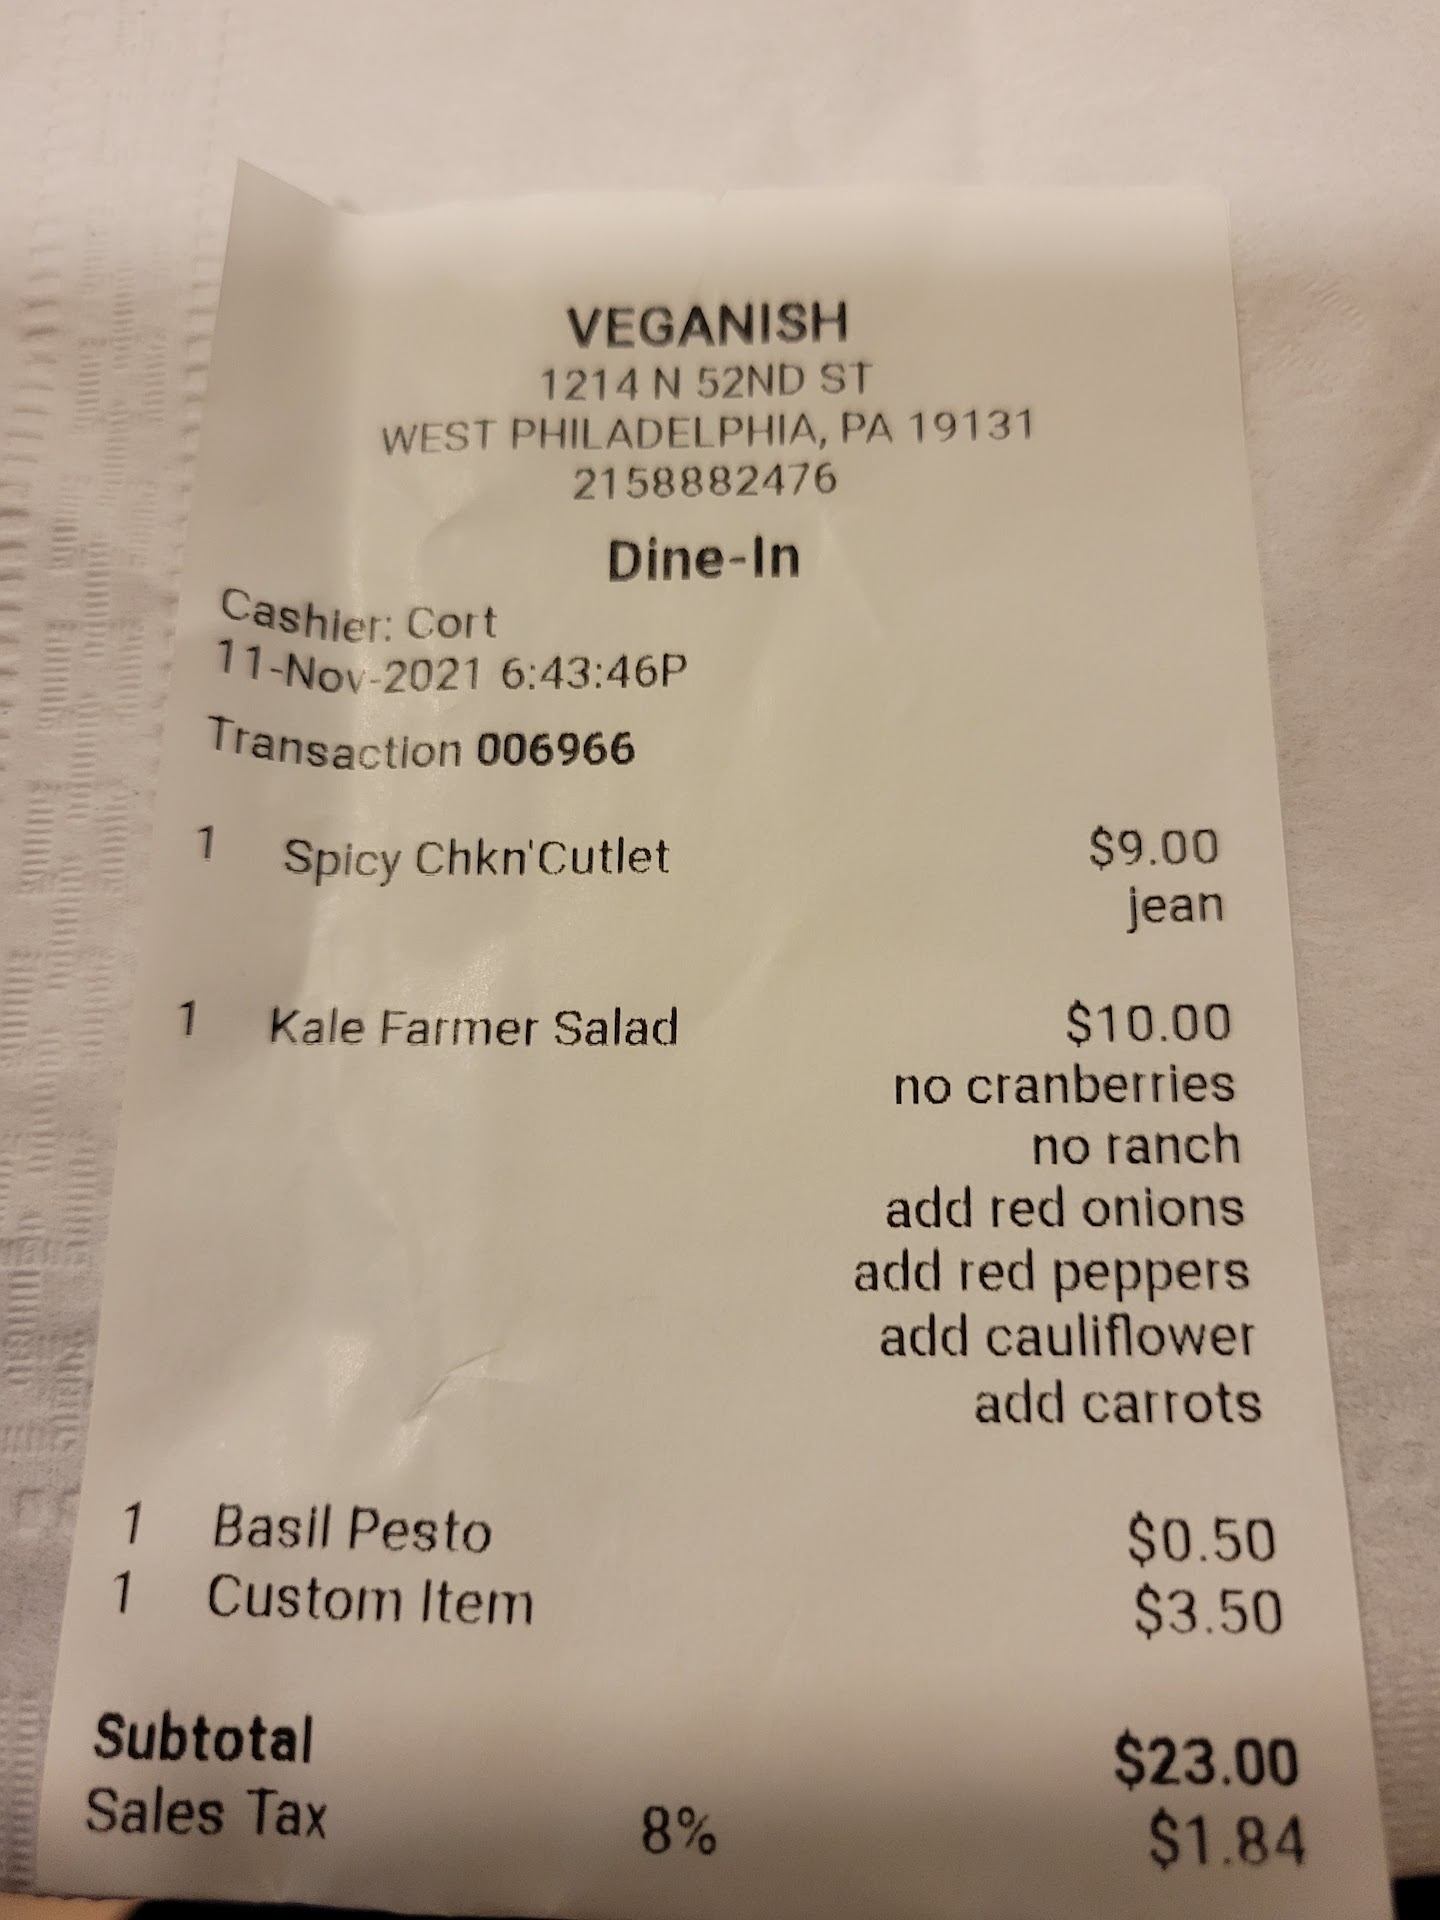 VEGANISH
1214 N 52ND ST
WEST PHILADELPHIA, PA 19131
2158882476
Dine-In
Cashier: Cort
11-Nov-2021 6:43:46P
Transaction 006966
1 Spicy Chkn'Cutlet $9.00
jean
1 Kale Farmer Salad $10.00
no cranberries
no ranch
add red onions
add red peppers
add cauliflower
add carrots
1 Basil Pesto $0.50
1 Custom Item $3.50
Subtotal $23.00
Sales Tax 8% $1.84